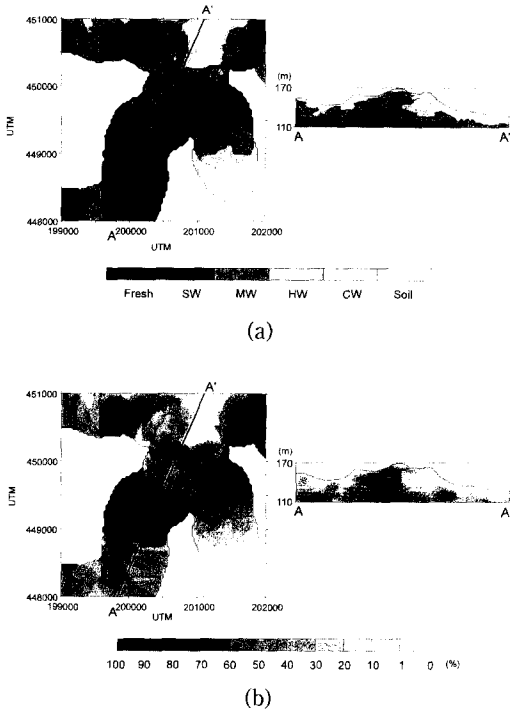 451000
A'
450000
UTM
449000
448000
199000 200000 201000 202000
A
UTM
(m)
170
110
A A'
Fresh SW MW HW CW Soil
(a)
451000
A'
450000
UTM
449000
448000
199000 200000 201000 202000
A
UTM
(m)
170
110
A A
100 90 80 70 60 50 40 30 20 10 1 0 (%)
(b)